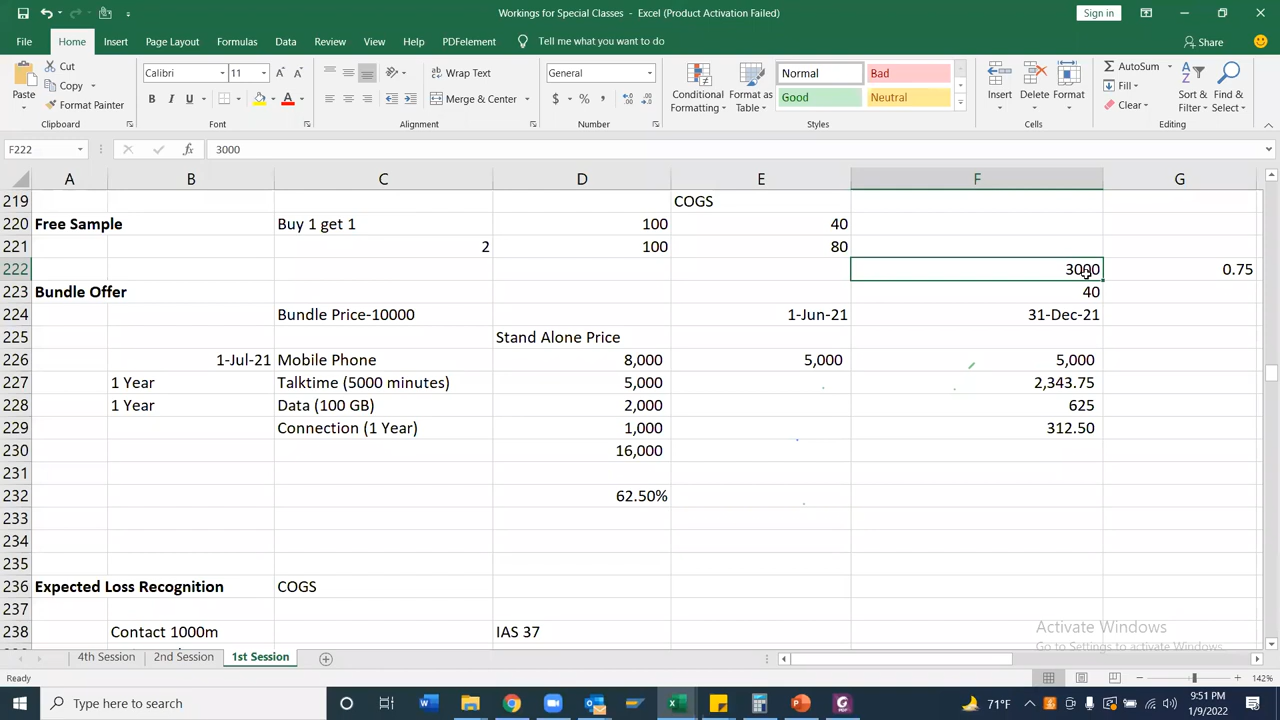 Workings for Special Classes - Excel (Product Activation Failed)
Sign in
File Home Insert Page Layout Formulas Data Review View Help PDFelement Tell me what you want to do Share
Paste
Cut
Copy
Format Painter
Calibri 11
B I U
Wrap Text
Merge & Center
General
$ % ,
Conditional Formatting
Format as Table
Normal Bad
Good Neutral
Insert Delete Format
AutoSum
Fill
Clear
Sort & Filter
Find & Select
Clipboard Font Alignment Number Styles Cells Editing
F222 fx 3000
A B C D E F G
219 COGS
220 Free Sample Buy 1 get 1 100 40
221 2 100 80
222 3000 0.75
223 Bundle Offer 40
224 Bundle Price-10000 1-Jun-21 31-Dec-21
225 Stand Alone Price
226 1-Jul-21 Mobile Phone 8,000 5,000 5,000
227 1 Year Talktime (5000 minutes) 5,000 2,343.75
228 1 Year Data (100 GB) 2,000 625
229 Connection (1 Year) 1,000 312.50
230 16,000
231
232 62.50%
233
234
235
236 Expected Loss Recognition COGS
237
238 Contact 1000m IAS 37
Activate Windows
Go to Settings to activate Windows.
4th Session 2nd Session 1st Session
Ready 142%
Type here to search
71°F
9:51 PM
1/9/2022